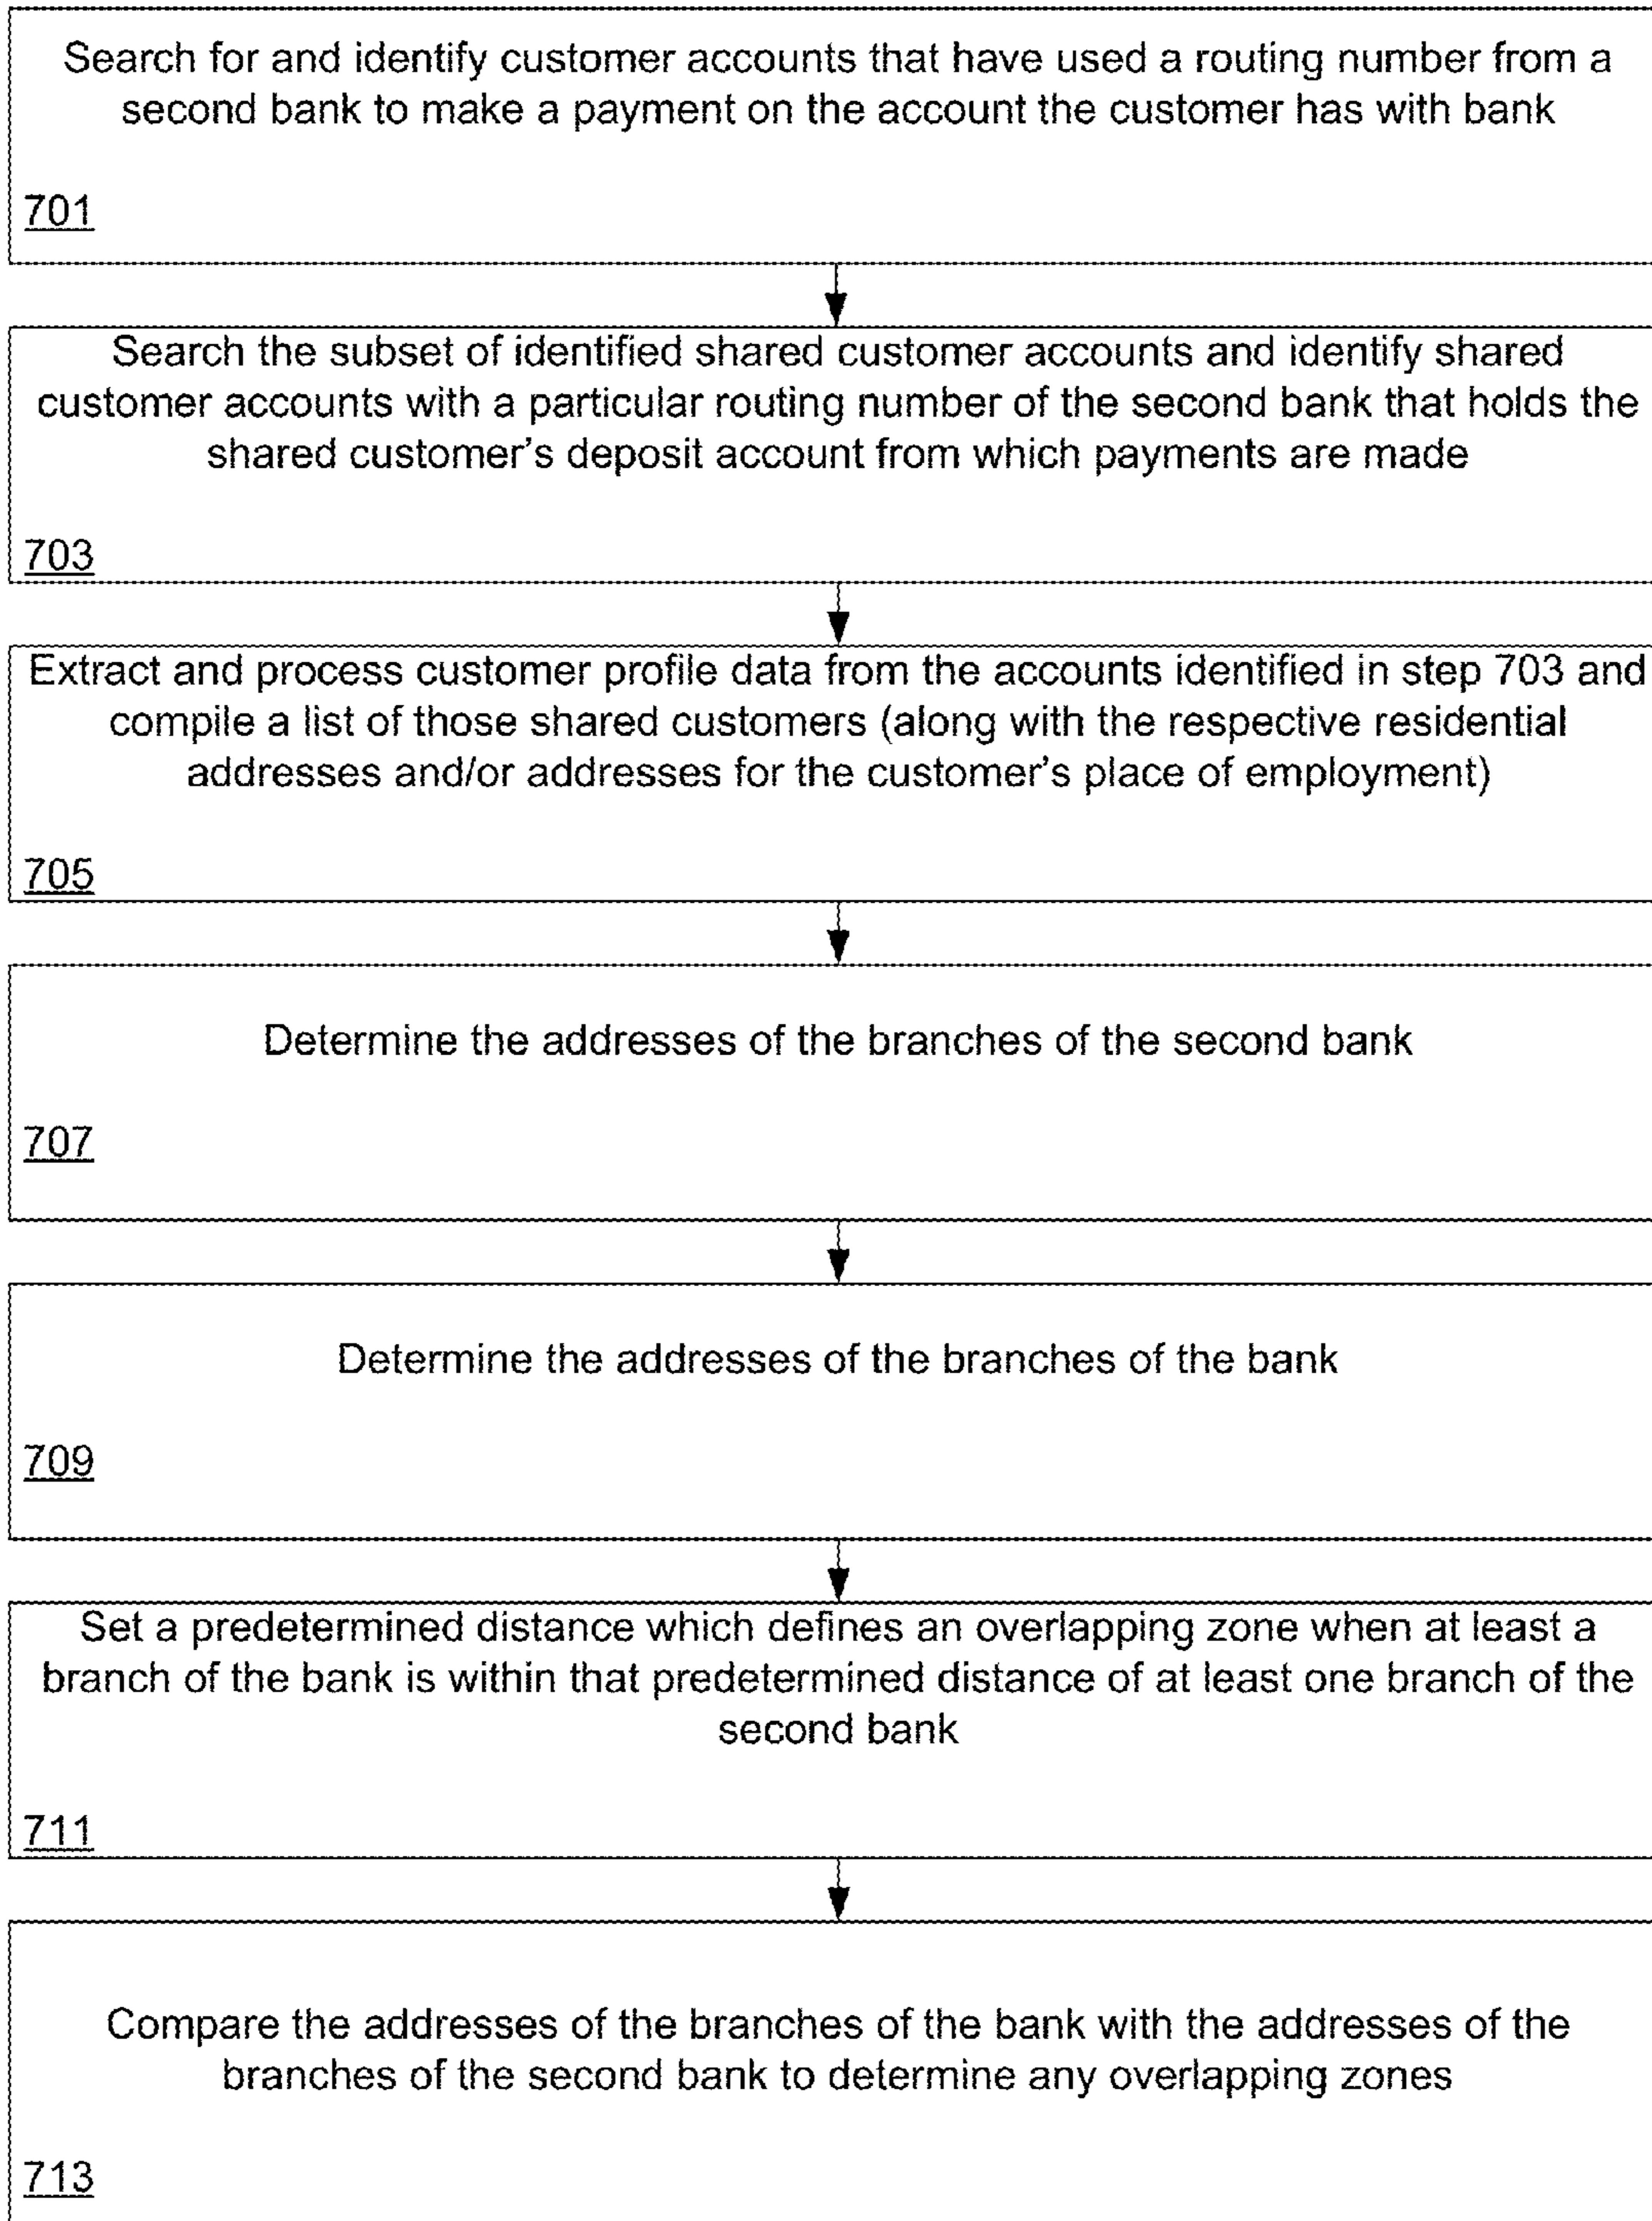 Search for and identify customer accounts that have used a routing number from a
second bank to make a payment on the account the customer has with bank
701
Search the subset of identified shared customer accounts and identify shared
customer accounts with a particular routing number of the second bank that holds the
shared customer's deposit account from which payments are made
703
Extract and process customer profile data from the accounts identified in step 703 and
compile a list of those shared customers (along with the respective residential
addresses and/or addresses for the customer's place of employment)
705
Determine the addresses of the branches of the second bank
707
Determine the addresses of the branches of the bank
709
Set a predetermined distance which defines an overlapping zone when at least a
branch of the bank is within that predetermined distance of at least one branch of the
second bank
711
Compare the addresses of the branches of the bank with the addresses of the
branches of the second bank to determine any overlapping zones
713